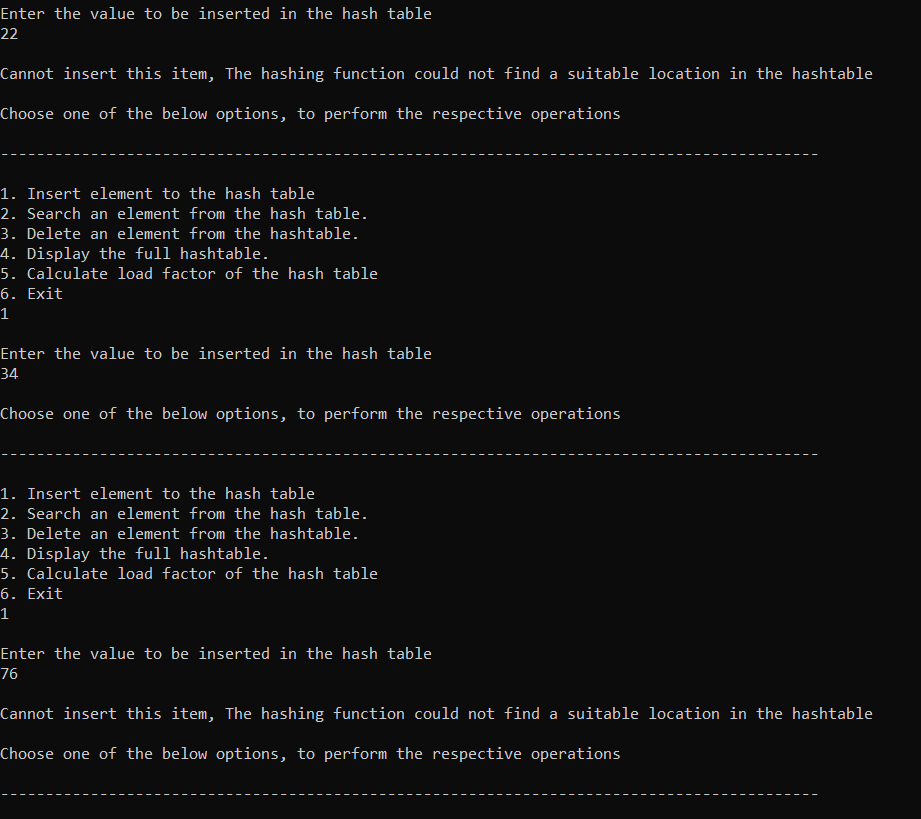 Enter the value to be inserted in the hash table
22
Cannot insert this item, The hashing function could not find a suitable location in the hashtable
Choose one of the below options, to perform the respective operations
-------------------------------------------------------------------------------------------
1. Insert element to the hash table
2. Search an element from the hash table.
3. Delete an element from the hashtable.
4. Display the full hashtable.
5. Calculate load factor of the hash table
6. Exit
1
Enter the value to be inserted in the hash table
34
Choose one of the below options, to perform the respective operations
-------------------------------------------------------------------------------------------
1. Insert element to the hash table
2. Search an element from the hash table.
3. Delete an element from the hashtable.
4. Display the full hashtable.
5. Calculate load factor of the hash table
6. Exit
1
Enter the value to be inserted in the hash table
76
Cannot insert this item, The hashing function could not find a suitable location in the hashtable
Choose one of the below options, to perform the respective operations
-------------------------------------------------------------------------------------------